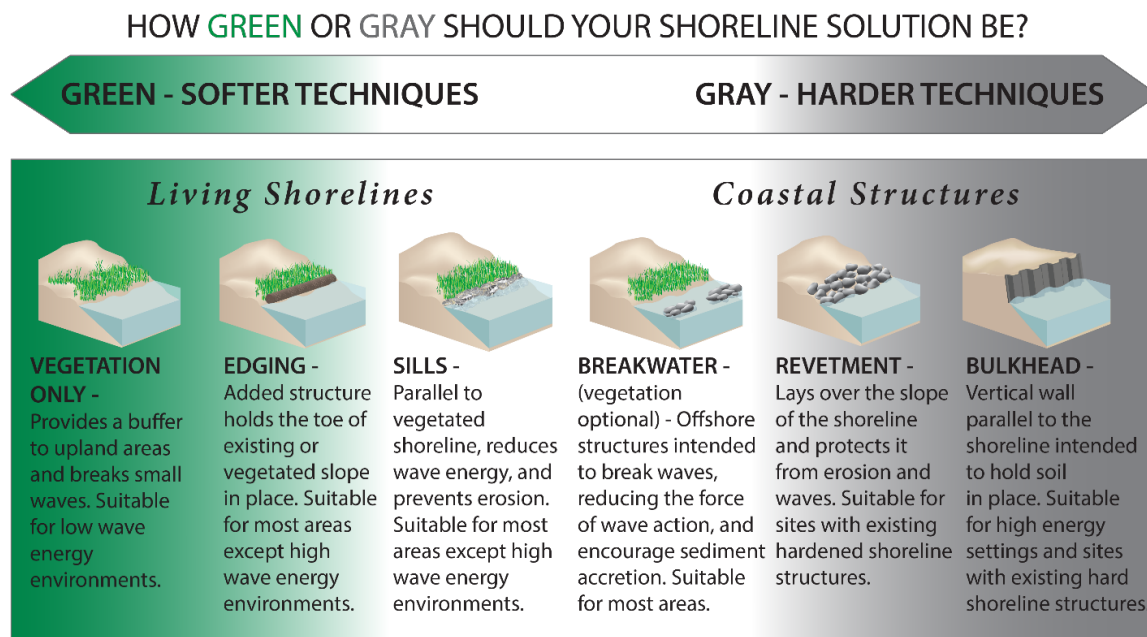 HOW GREEN OR GRAY SHOULD YOUR SHORELINE SOLUTION BE?
GREEN - SOFTER TECHNIQUES
GRAY - HARDER TECHNIQUES
Living Shorelines
Coastal Structures
VEGETATION
ONLY -
Provides a buffer
to upland areas
and breaks small
waves. Suitable
for low wave
energy
environments.
EDGING -
Added structure
holds the toe of
existing or
vegetated slope
in place. Suitable
for most areas
except high
wave energy
environments.
SILLS -
Parallel to
vegetated
shoreline, reduces
wave energy, and
prevents erosion.
Suitable for most
areas except high
wave energy
environments.
BREAKWATER -
(vegetation
optional) - Offshore
structures intended
to break waves,
reducing the force
of wave action, and
encourage sediment
accretion. Suitable
for most areas.
REVETMENT -
Lays over the slope
of the shoreline
and protects it
from erosion and
waves. Suitable for
sites with existing
hardened shoreline
structures.
BULKHEAD -
Vertical wall
parallel to the
shoreline intended
to hold soil
in place. Suitable
for high energy
settings and sites
with existing hard
shoreline structures